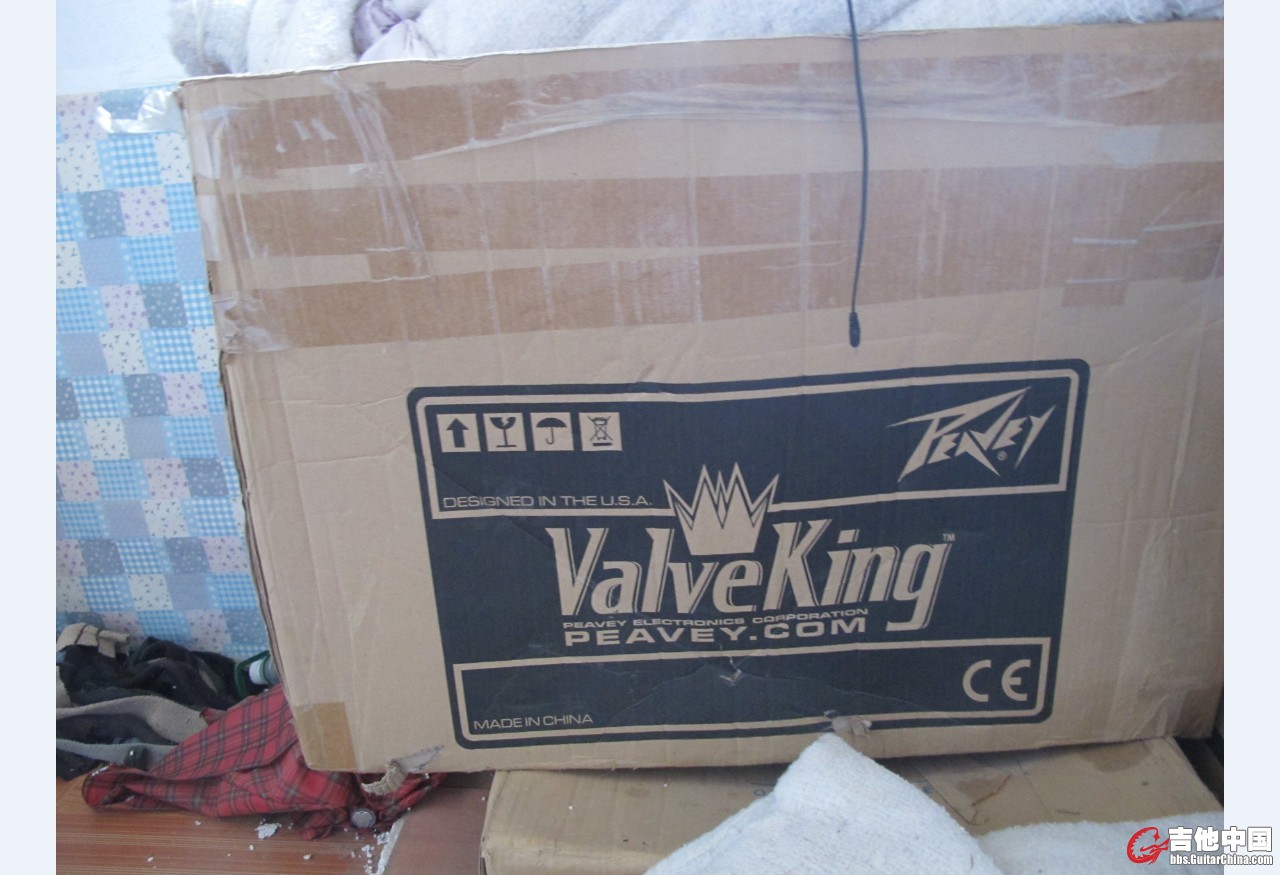 PEAVEY®
DESIGNED IN THE U.S.A.
ValveKing™
PEAVEY ELECTRONICS CORPORATION
PEAVEY.COM
CE
MADE IN CHINA
吉他中国
bbs.GuitarChina.com